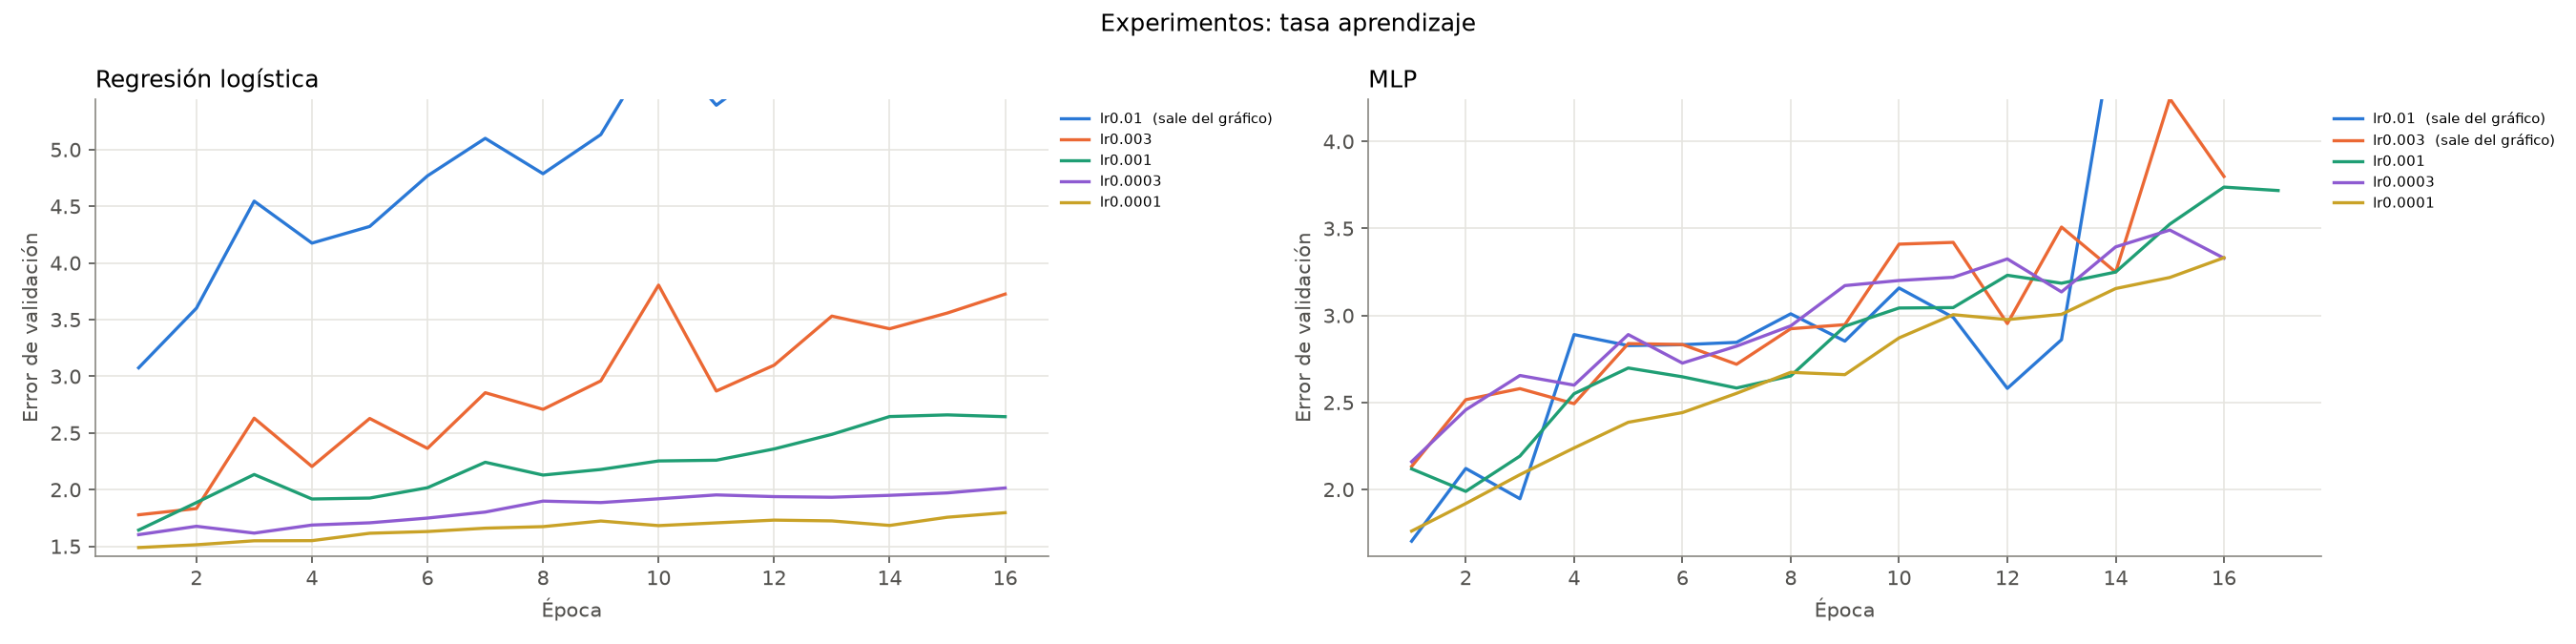 Experimentos: tasa aprendizaje
Regresión logística
Error de validación
5.0
4.5
4.0
3.5
3.0
2.5
2.0
1.5
2 4 6 8 10 12 14 16
Época
lr0.01 (sale del gráfico)
lr0.003
lr0.001
lr0.0003
lr0.0001
MLP
Error de validación
4.0
3.5
3.0
2.5
2.0
2 4 6 8 10 12 14 16
Época
lr0.01 (sale del gráfico)
lr0.003 (sale del gráfico)
lr0.001
lr0.0003
lr0.0001